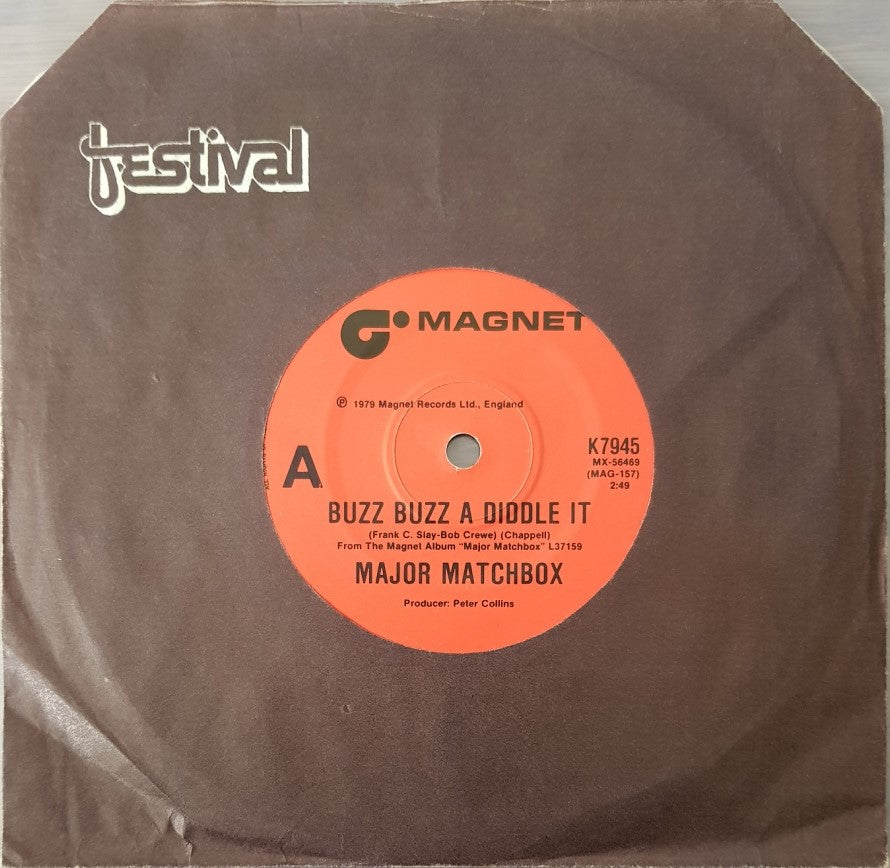 festival
MAGNET
℗ 1979 Magnet Records Ltd., England
K7945
MX-56469
(MAG-157)
2:49
A
BUZZ BUZZ A DIDDLE IT
(Frank C. Slay-Bob Crewe) (Chappell)
From The Magnet Album "Major Matchbox" L37159
MAJOR MATCHBOX
Producer: Peter Collins